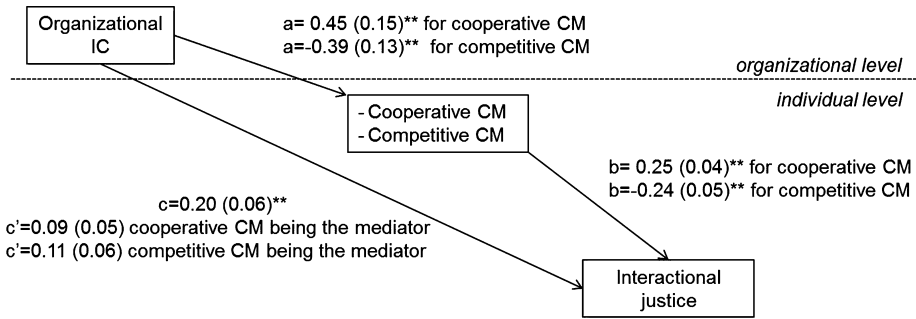 Organizational
IC
a= 0.45 (0.15)** for cooperative CM
a=-0.39 (0.13)** for competitive CM
organizational level
individual level
- Cooperative CM
- Competitive CM
b= 0.25 (0.04)** for cooperative CM
b=-0.24 (0.05)** for competitive CM
c=0.20 (0.06)**
c'=0.09 (0.05) cooperative CM being the mediator
c'=0.11 (0.06) competitive CM being the mediator
Interactional
justice